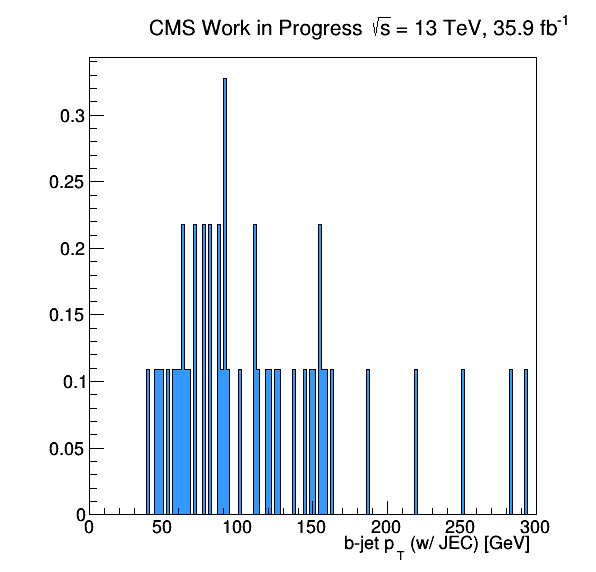 CMS Work in Progress √s = 13 TeV, 35.9 fb⁻¹
0.3
0.25
0.2
0.15
0.1
0.05
0
0 50 100 150 200 250 300
b-jet p_T (w/ JEC) [GeV]